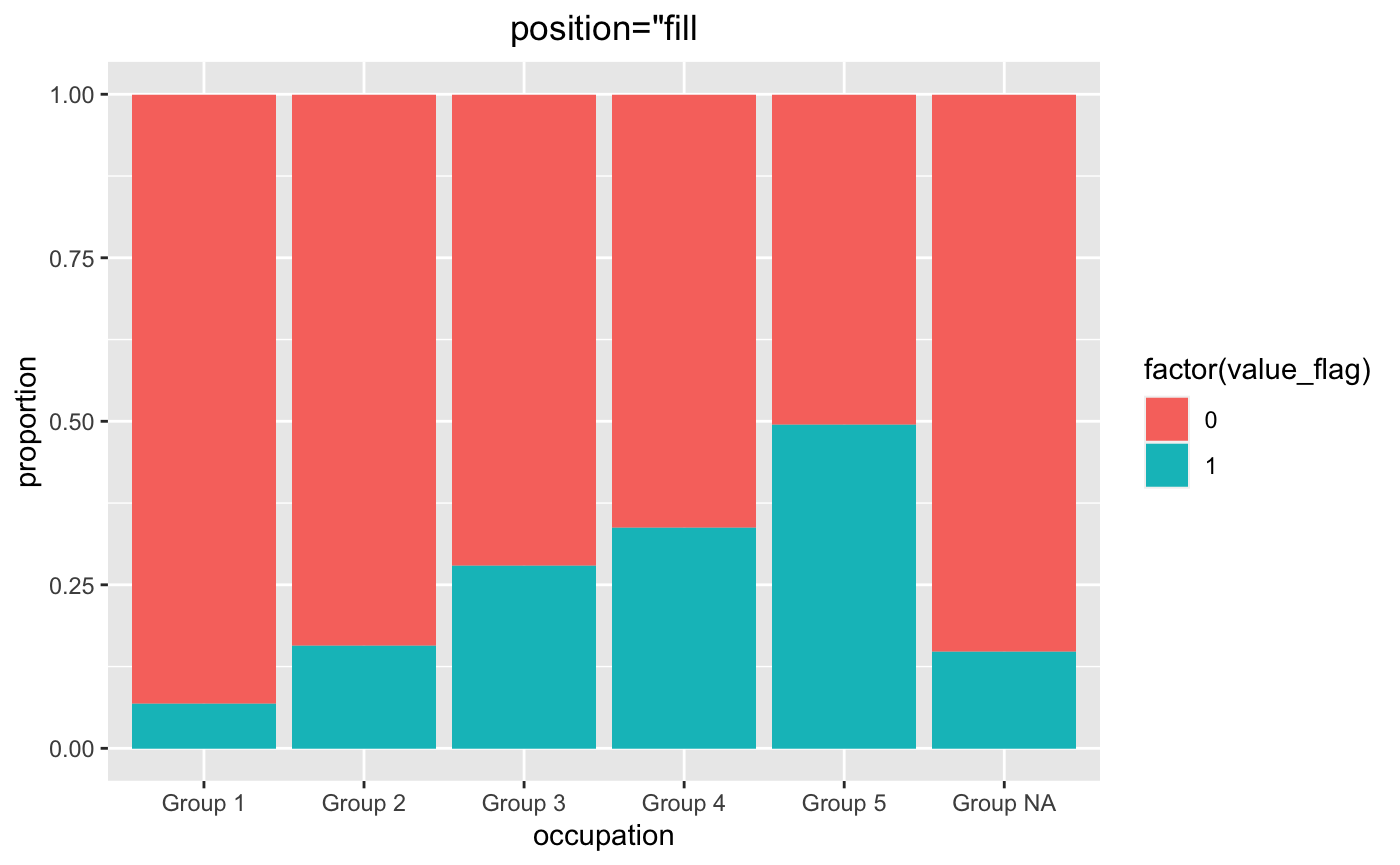 position="fill
1.00
0.75
0.50
0.25
0.00
proportion
Group 1
Group 2
Group 3
Group 4
Group 5
Group NA
occupation
factor(value_flag)
0
1